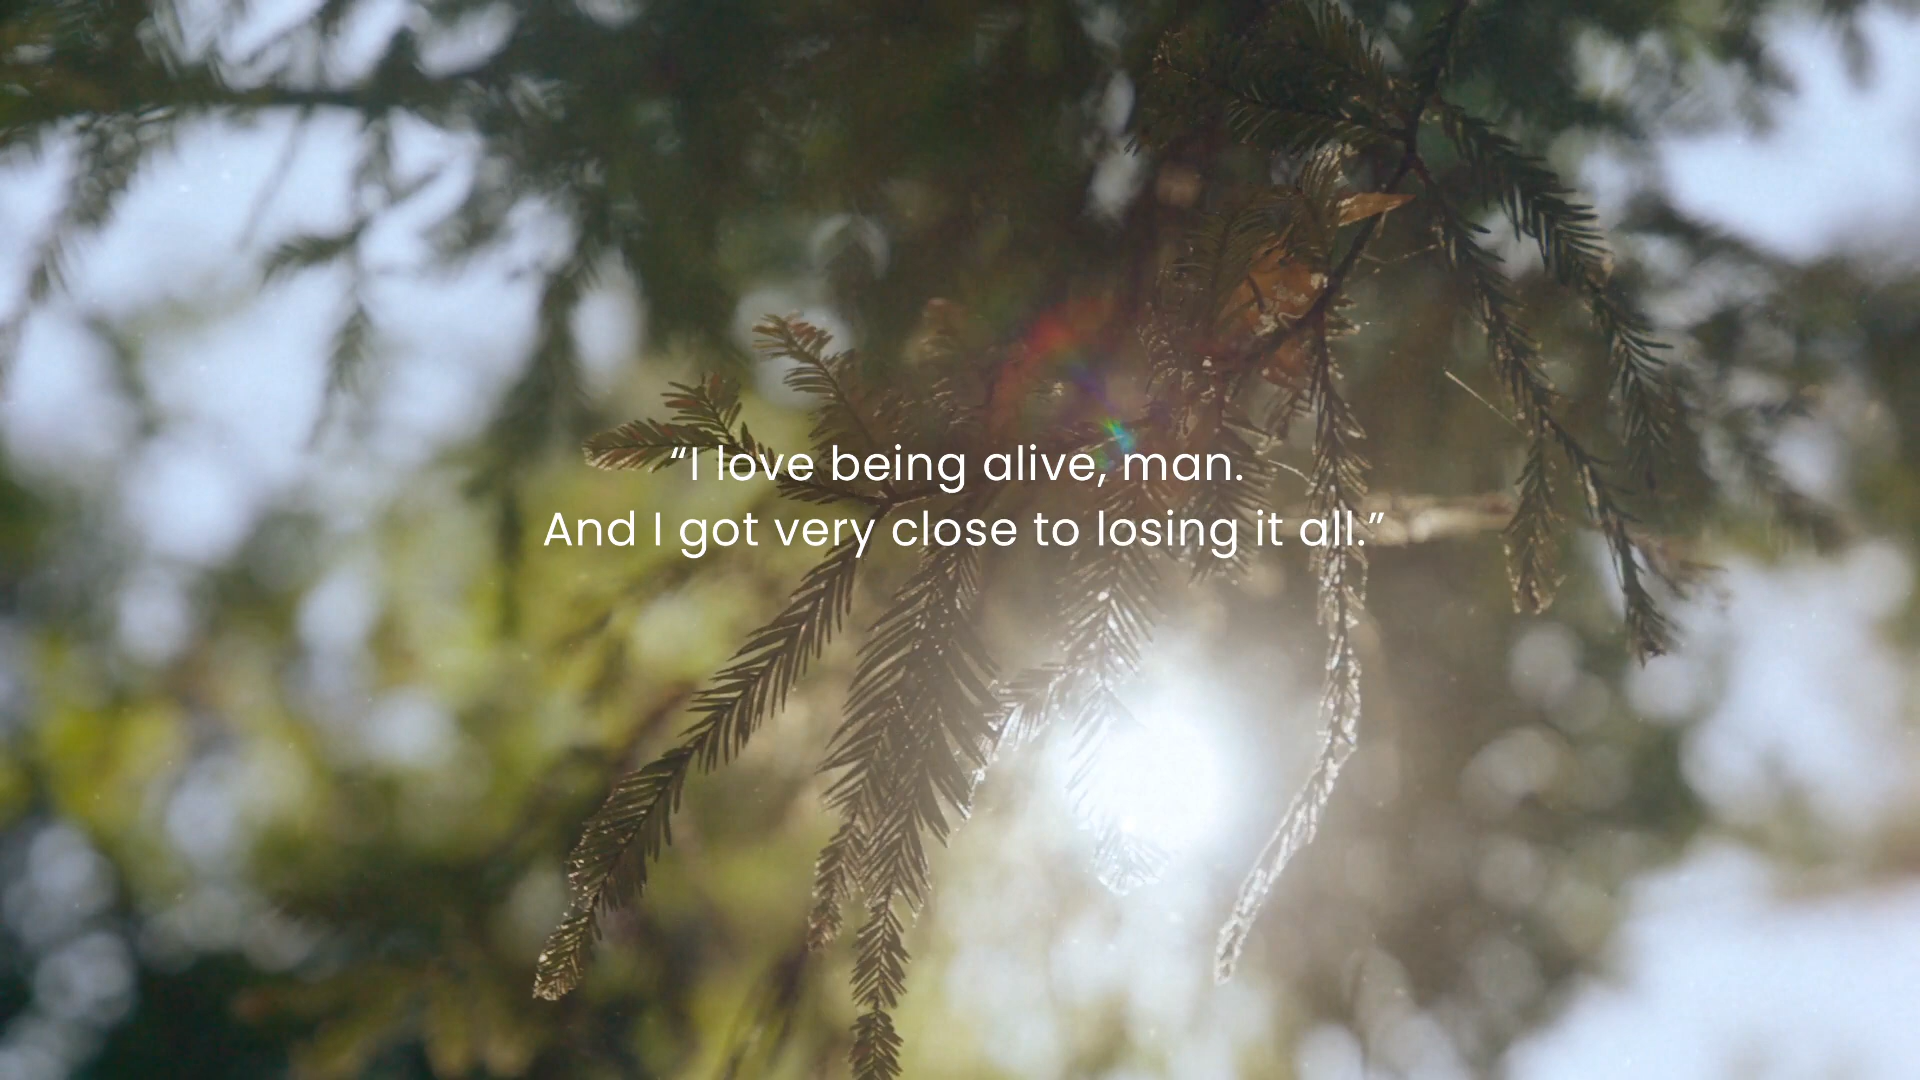 “I love being alive, man.
And I got very close to losing it all.”